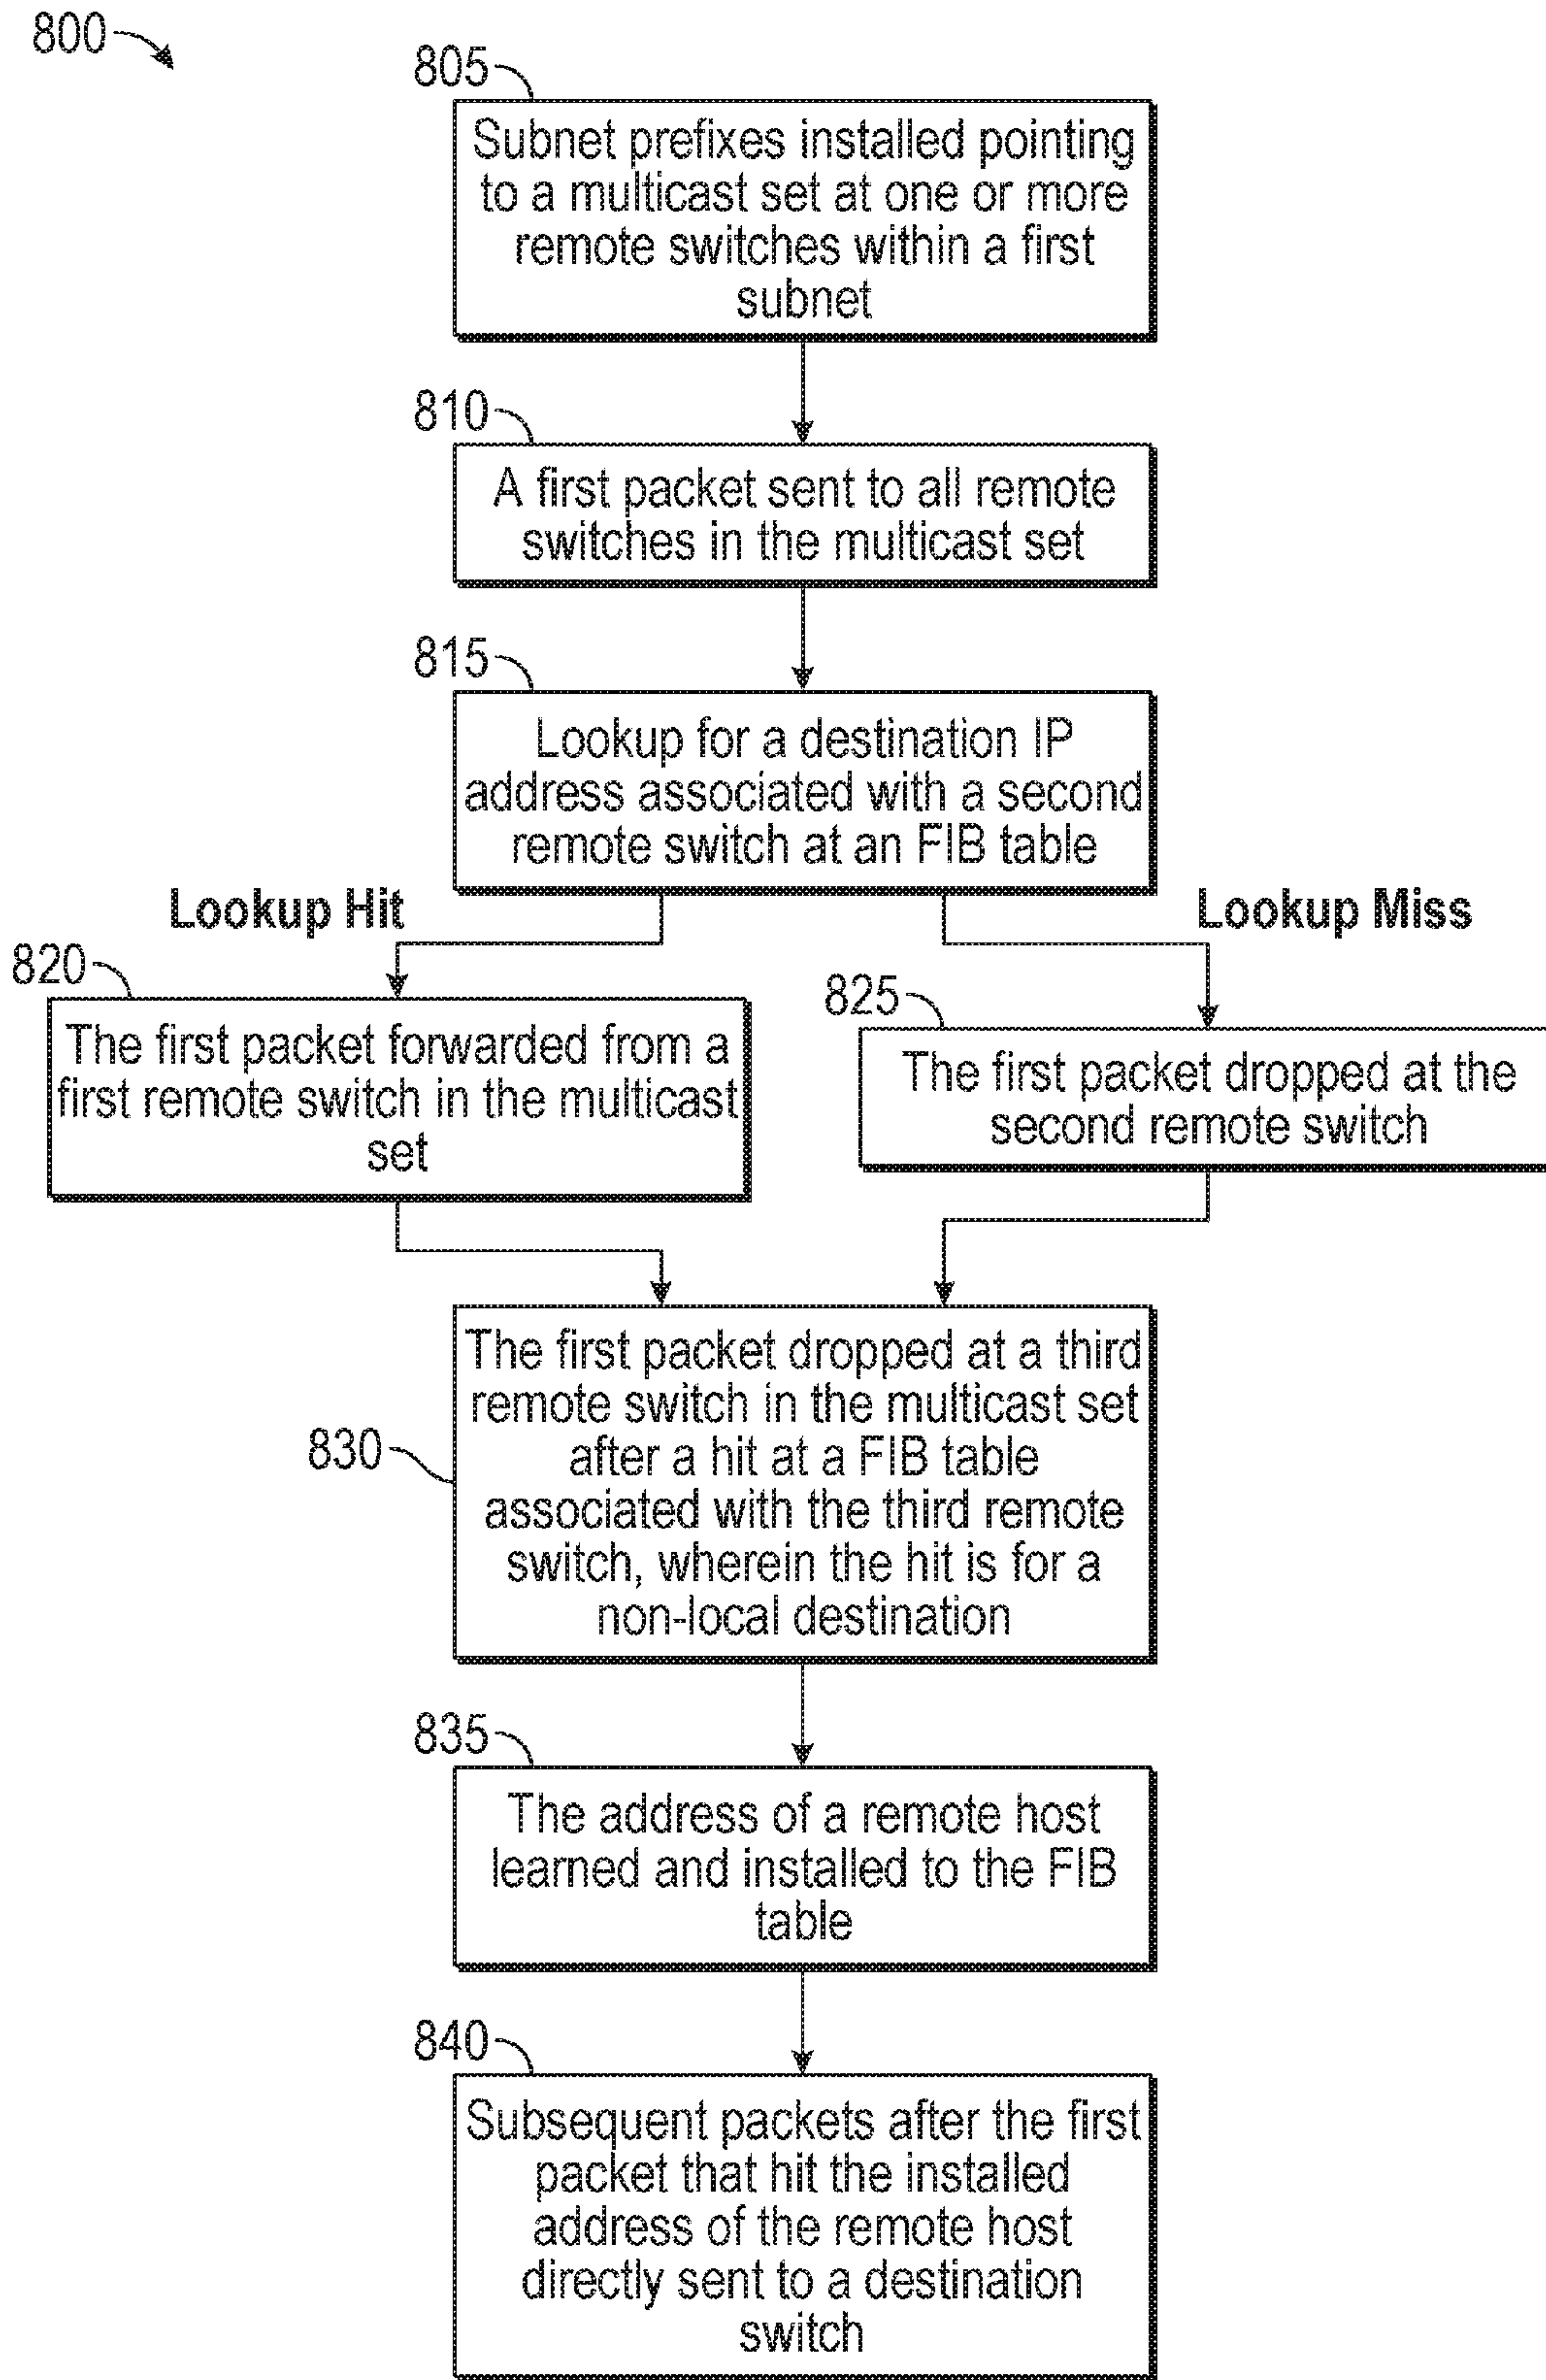 800
805
Subnet prefixes installed pointing
to a multicast set at one or more
remote switches within a first
subnet
810
A first packet sent to all remote
switches in the multicast set
815
Lookup for a destination IP
address associated with a second
remote switch at an FIB table
Lookup Hit
Lookup Miss
820
The first packet forwarded from a
first remote switch in the multicast
set
825
The first packet dropped at the
second remote switch
830
The first packet dropped at a third
remote switch in the multicast set
after a hit at a FIB table
associated with the third remote
switch, wherein the hit is for a
non-local destination
835
The address of a remote host
learned and installed to the FIB
table
840
Subsequent packets after the first
packet that hit the installed
address of the remote host
directly sent to a destination
switch